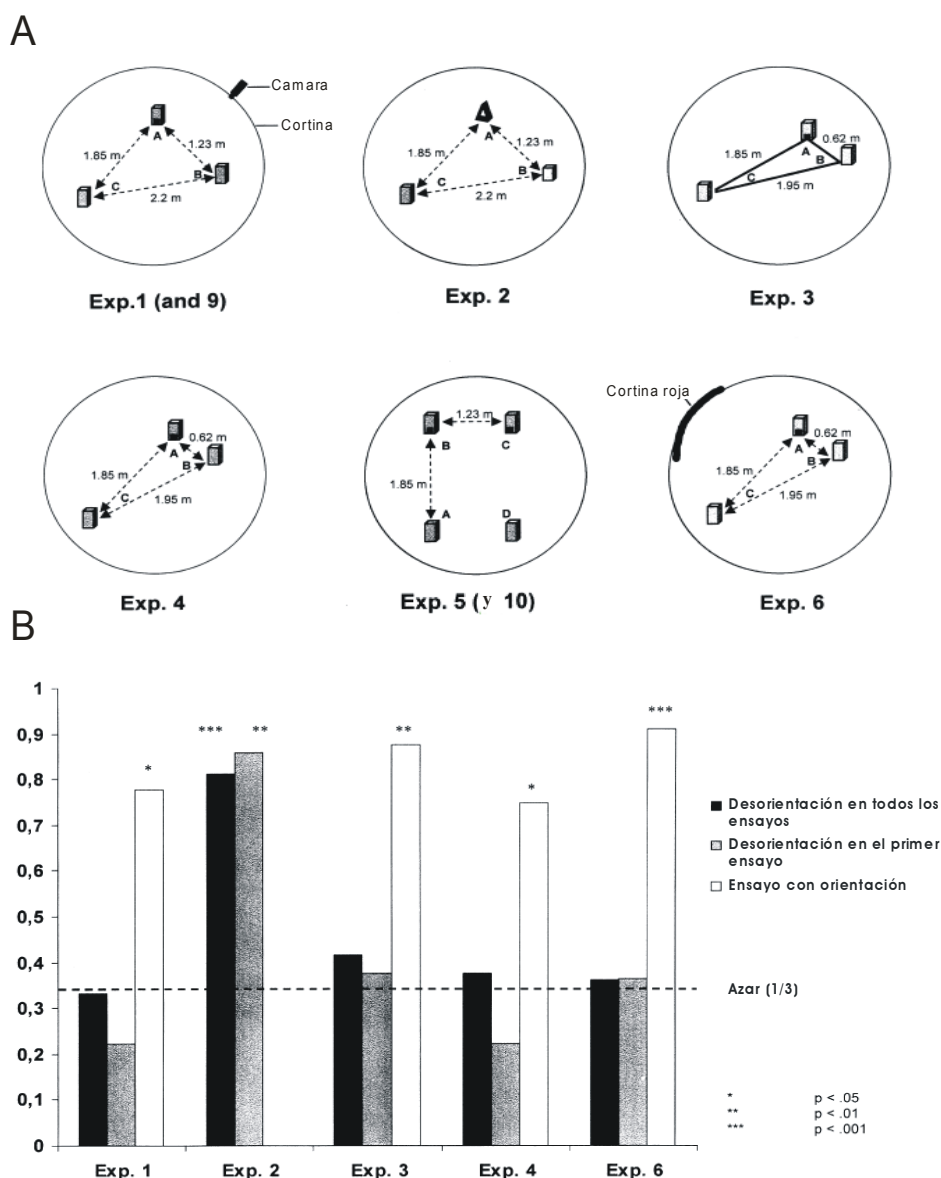 A
Camara
Cortina
A
1.85 m
1.23 m
B
C
2.2 m
Exp.1 (and 9)
A
1.85 m
1.23 m
B
C
2.2 m
Exp. 2
0.62 m
A
1.85 m
B
C
1.95 m
Exp. 3
0.62 m
A
1.85 m
B
C
1.95 m
Exp. 4
1.23 m
B
C
1.85 m
A
D
Exp. 5 (y 10)
Cortina roja
0.62 m
A
1.85 m
B
C
1.95 m
Exp. 6
B
1
0,9
0,8
0,7
0,6
0,5
0,4
0,3
0,2
0,1
0
*
***
**
**
*
***
Exp. 1
Exp. 2
Exp. 3
Exp. 4
Exp. 6
Desorientación en todos los
ensayos
Desorientación en el primer
ensayo
Ensayo con orientación
Azar (1/3)
* p < .05
** p < .01
*** p < .001